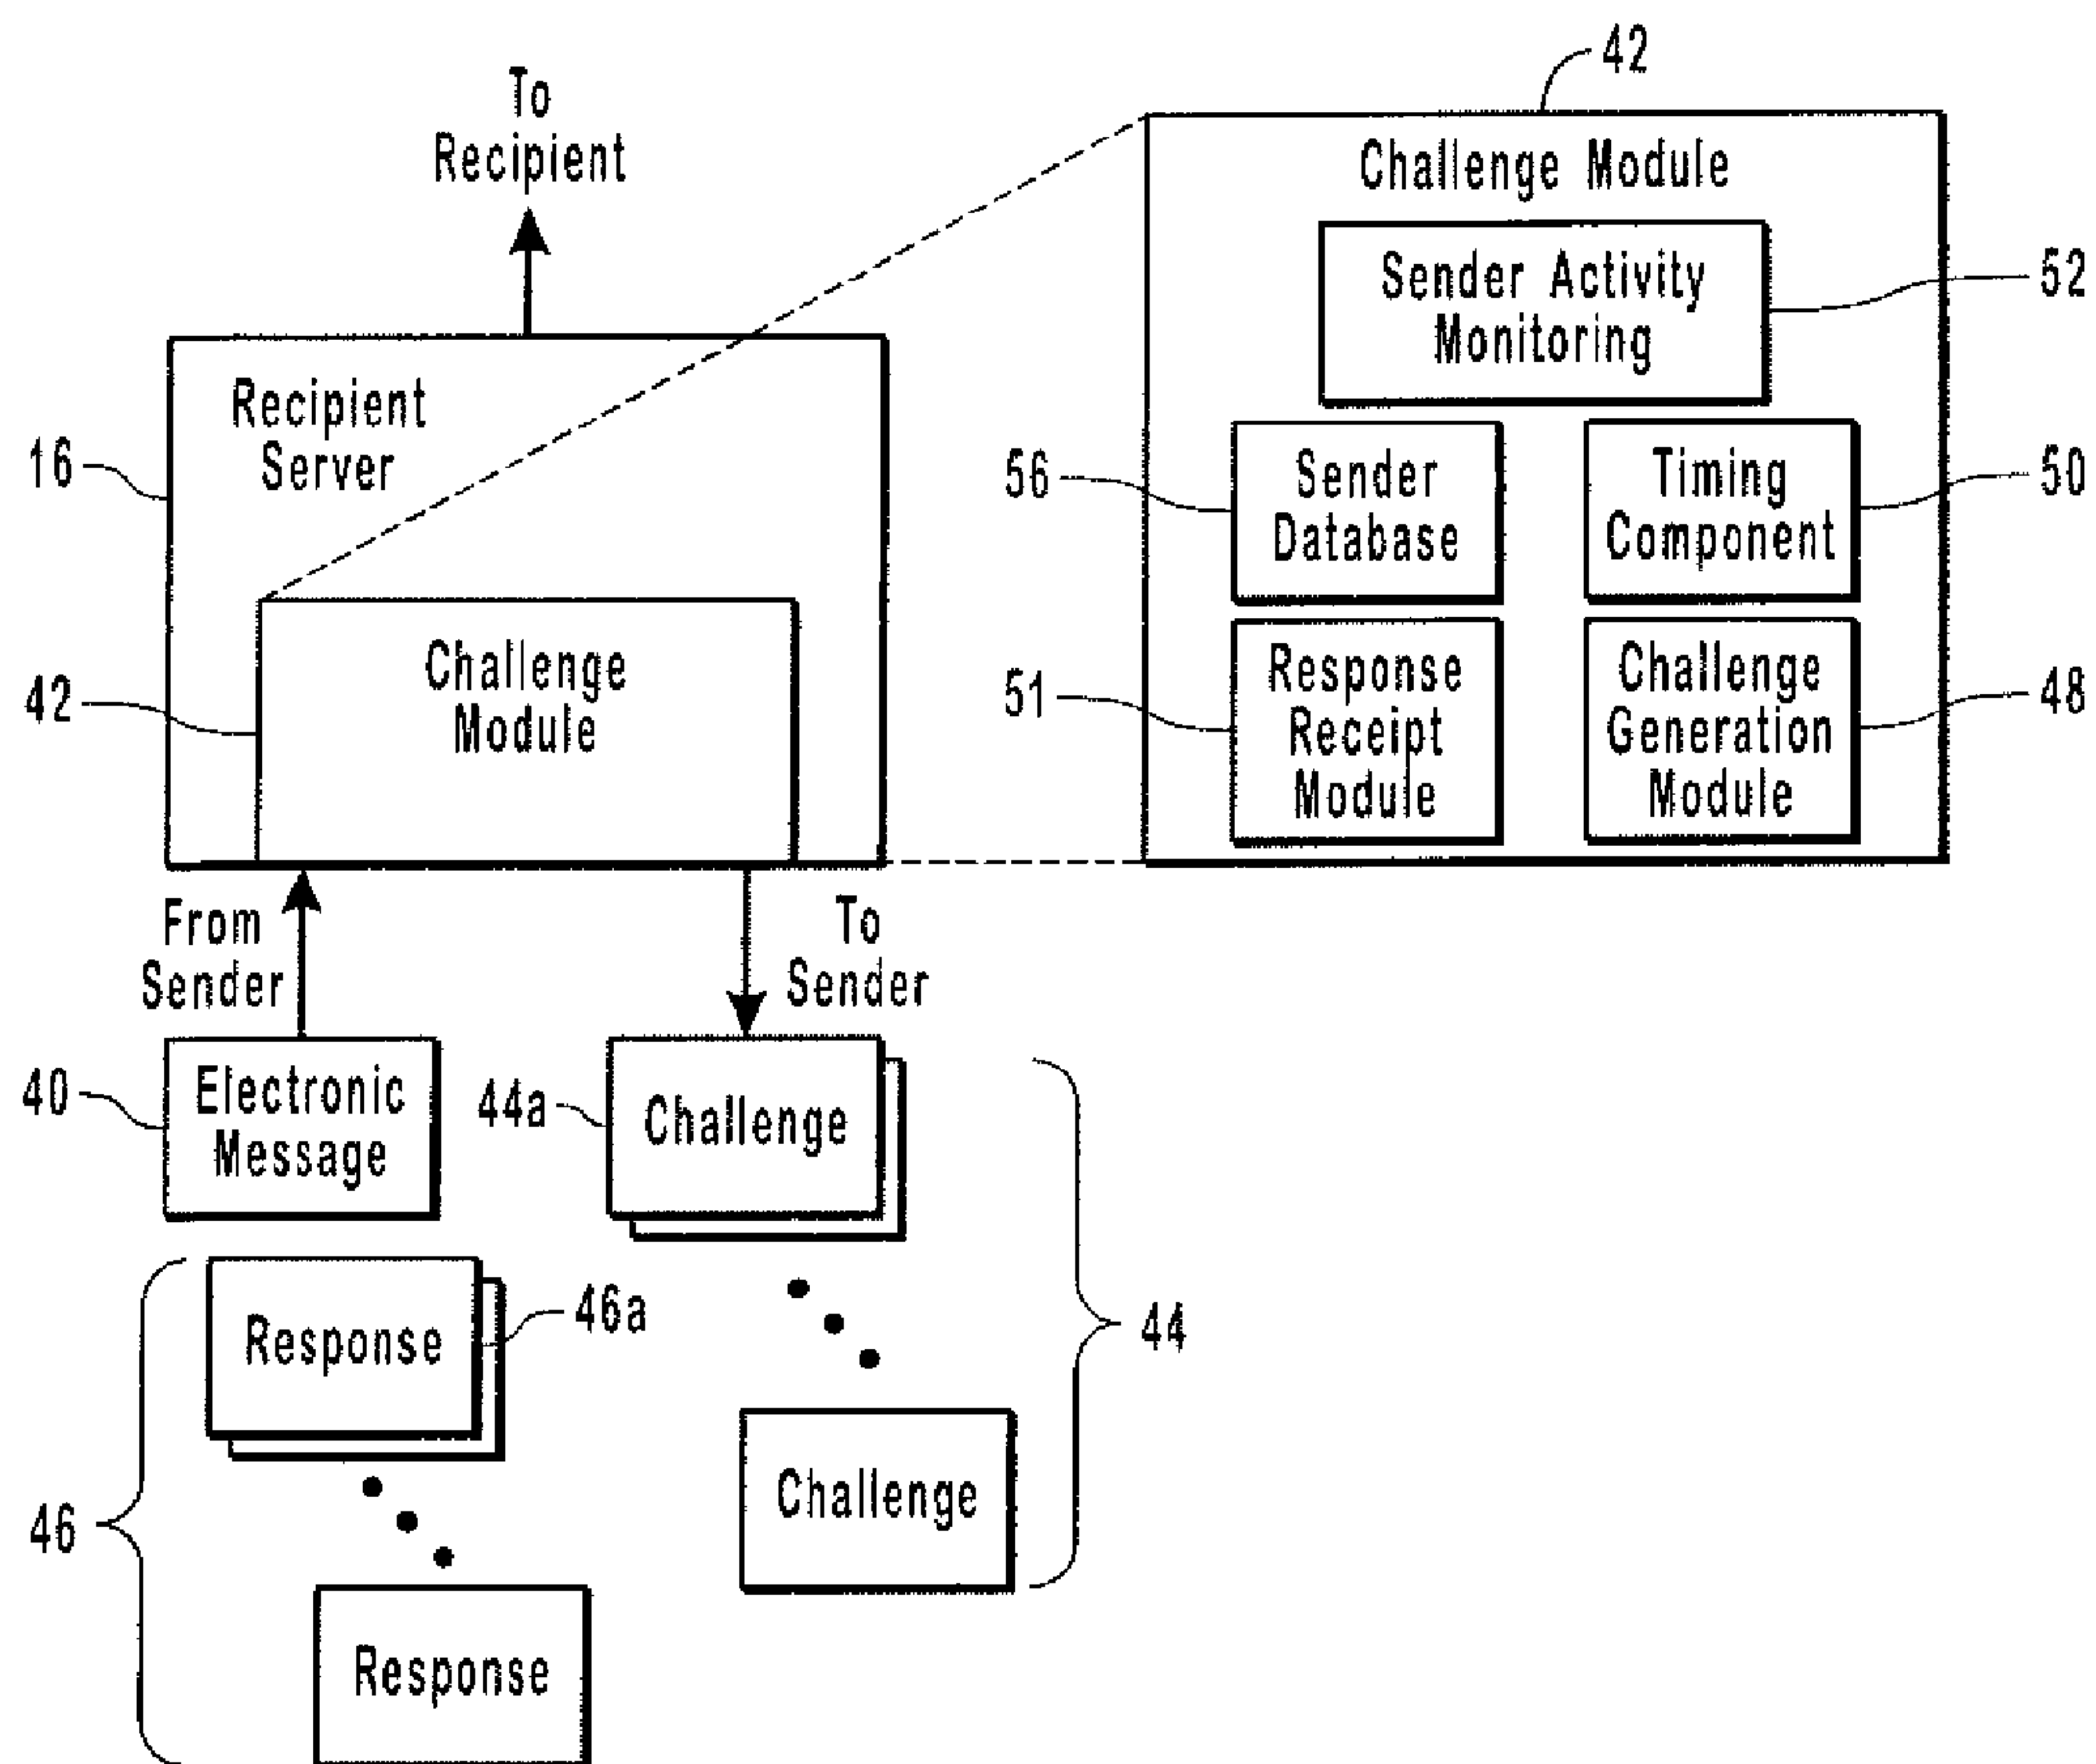 To
Recipient
42
Challenge Module
Sender Activity
Monitoring
52
Recipient
Server
16
56
Sender
Database
Timing
Component
50
42
Challenge
Module
51
Response
Receipt
Module
Challenge
Generation
Module
48
From
Sender
To
Sender
40
Electronic
Message
44a
Challenge
Response
46a
44
Challenge
46
Response